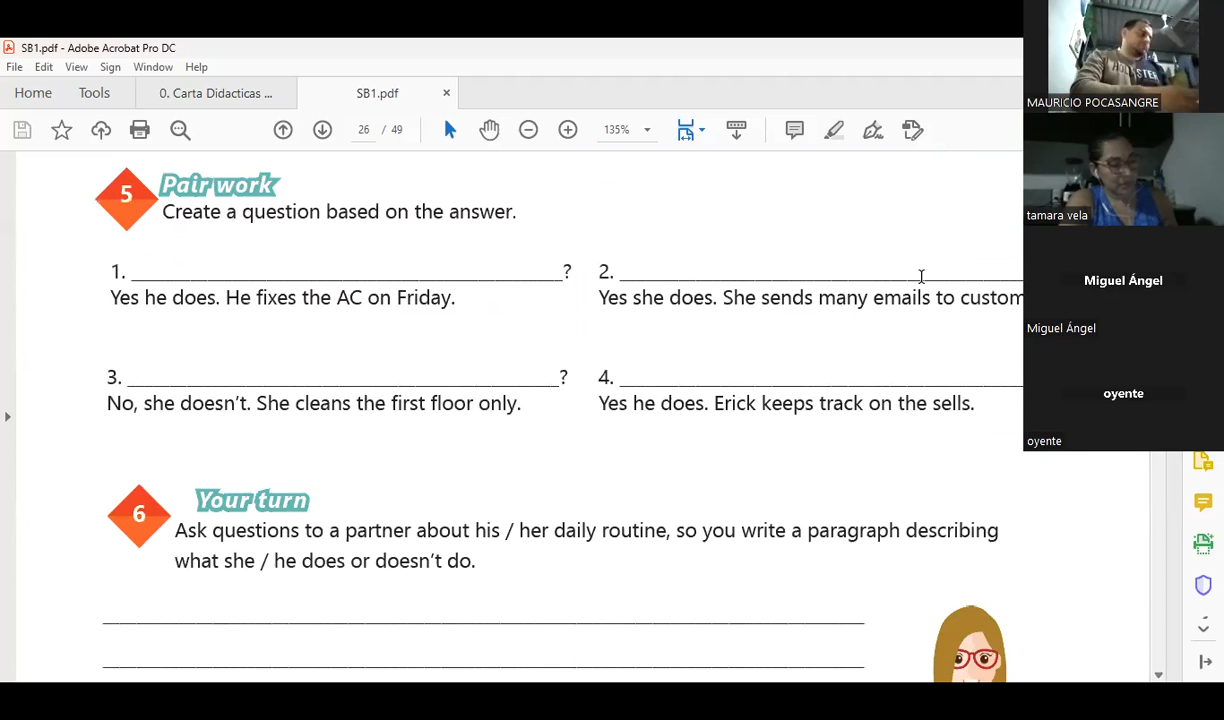 SB1.pdf - Adobe Acrobat Pro DC
File Edit View Sign Window Help
Home Tools 0. Carta Didacticas ... SB1.pdf ×
26 / 49 135%
5 Pair work
Create a question based on the answer.
1. ________________________________________?
2. ________________________________________
Yes he does. He fixes the AC on Friday.
Yes she does. She sends many emails to custom
3. ________________________________________?
4. ________________________________________
No, she doesn't. She cleans the first floor only.
Yes he does. Erick keeps track on the sells.
6 Your turn
Ask questions to a partner about his / her daily routine, so you write a paragraph describing
what she / he does or doesn't do.
MAURICIO POCASANGRE
tamara vela
Miguel Ángel
Miguel Ángel
oyente
oyente